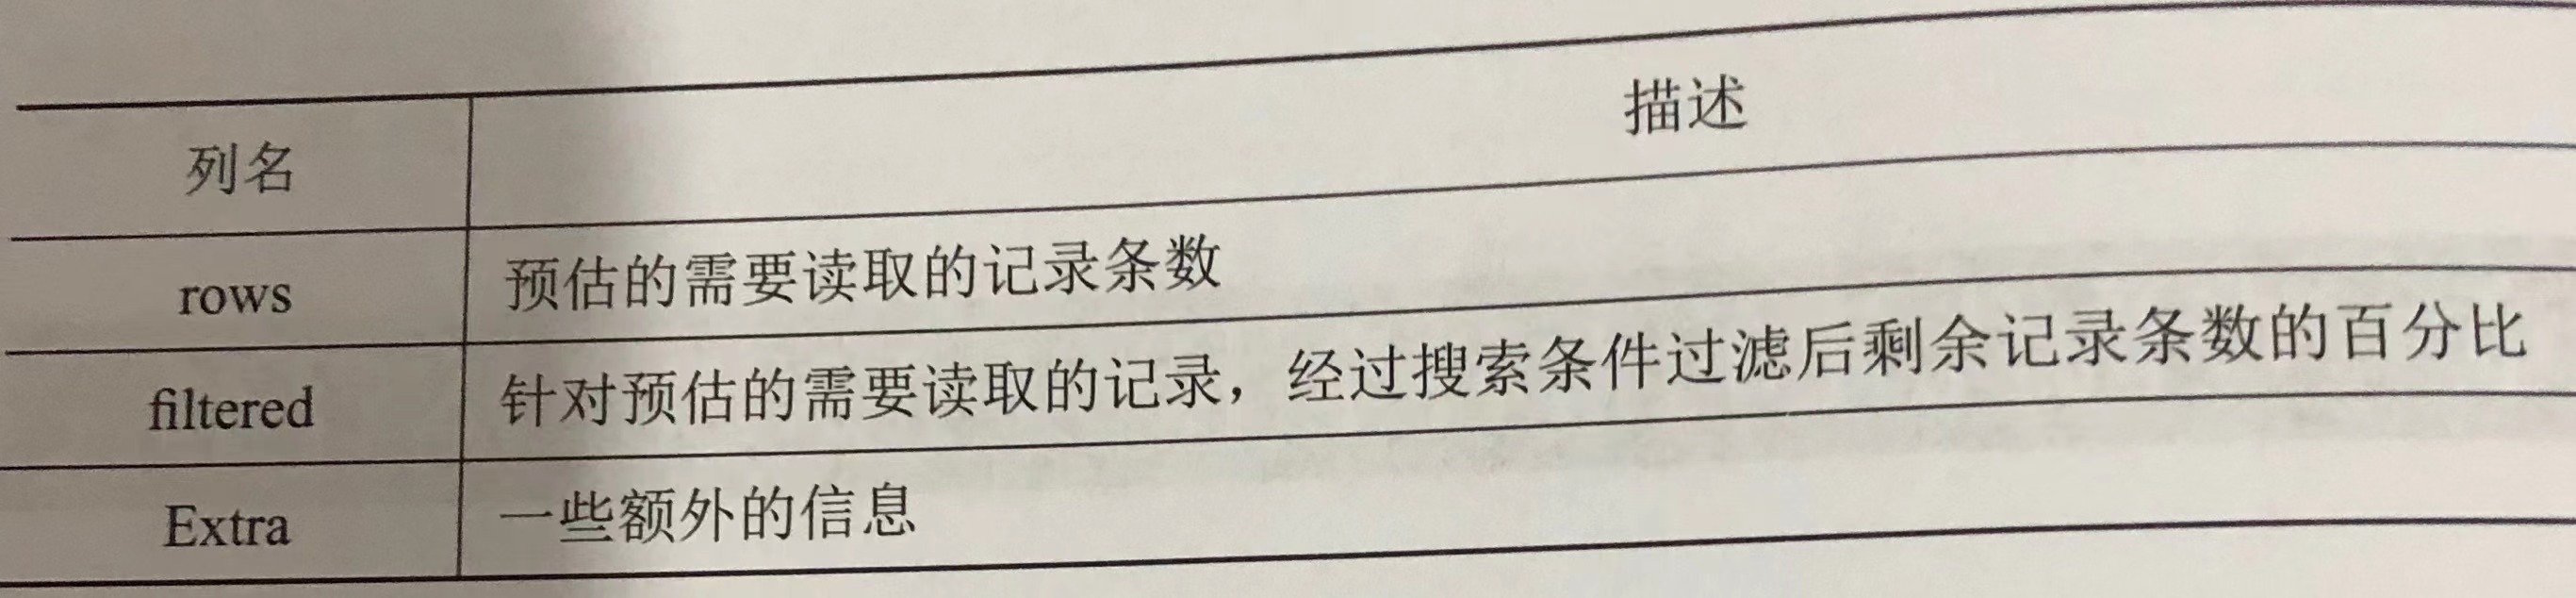 列名 描述
rows 预估的需要读取的记录条数
filtered 针对预估的需要读取的记录，经过搜索条件过滤后剩余记录条数的百分比
Extra 一些额外的信息